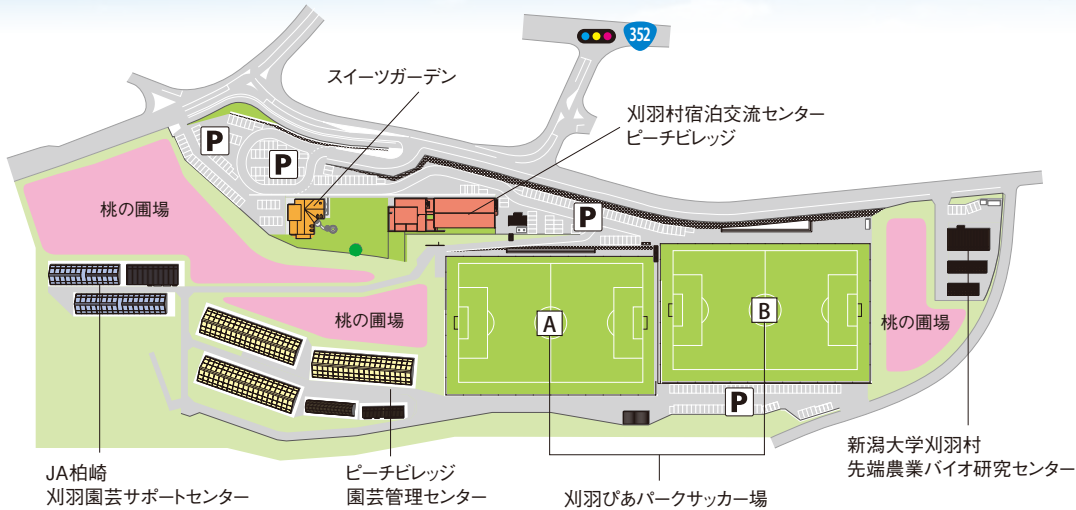 352
スイーツガーデン
刈羽村宿泊交流センター
ピーチビレッジ
P
P
P
桃の圃場
桃の圃場
桃の圃場
A
B
P
JA柏崎
刈羽園芸サポートセンター
ピーチビレッジ
園芸管理センター
刈羽ぴあパークサッカー場
新潟大学刈羽村
先端農業バイオ研究センター